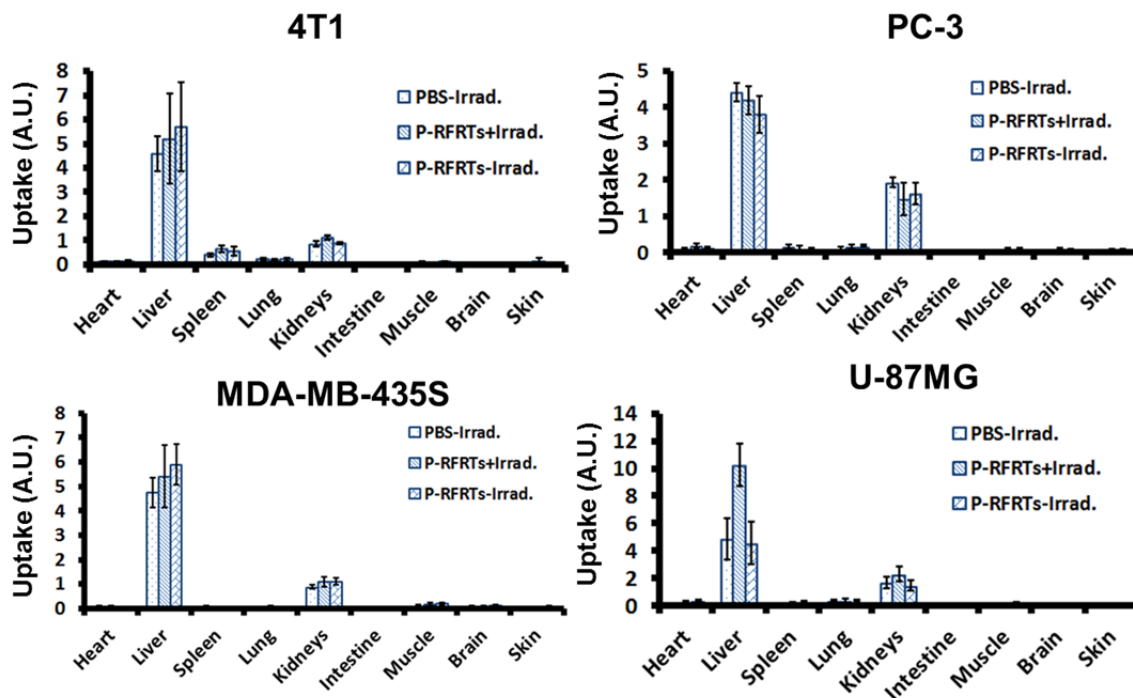 4T1
8
7
6
5
4
3
2
1
0
Uptake (A.U.)
PBS-Irrad.
P-RFRTs+Irrad.
P-RFRTs-Irrad.
Heart
Liver
Spleen
Lung
Kidneys
Intestine
Muscle
Brain
Skin
PC-3
5
4
3
2
1
0
Uptake (A.U.)
PBS-Irrad.
P-RFRTs+Irrad.
P-RFRTs-Irrad.
Heart
Liver
Spleen
Lung
Kidneys
Intestine
Muscle
Brain
Skin
MDA-MB-435S
8
7
6
5
4
3
2
1
0
Uptake (A.U.)
PBS-Irrad.
P-RFRTs+Irrad.
P-RFRTs-Irrad.
Heart
Liver
Spleen
Lung
Kidneys
Intestine
Muscle
Brain
Skin
U-87MG
14
12
10
8
6
4
2
0
Uptake (A.U.)
PBS-Irrad.
P-RFRTs+Irrad.
P-RFRTs-Irrad.
Heart
Liver
Spleen
Lung
Kidneys
Intestine
Muscle
Brain
Skin